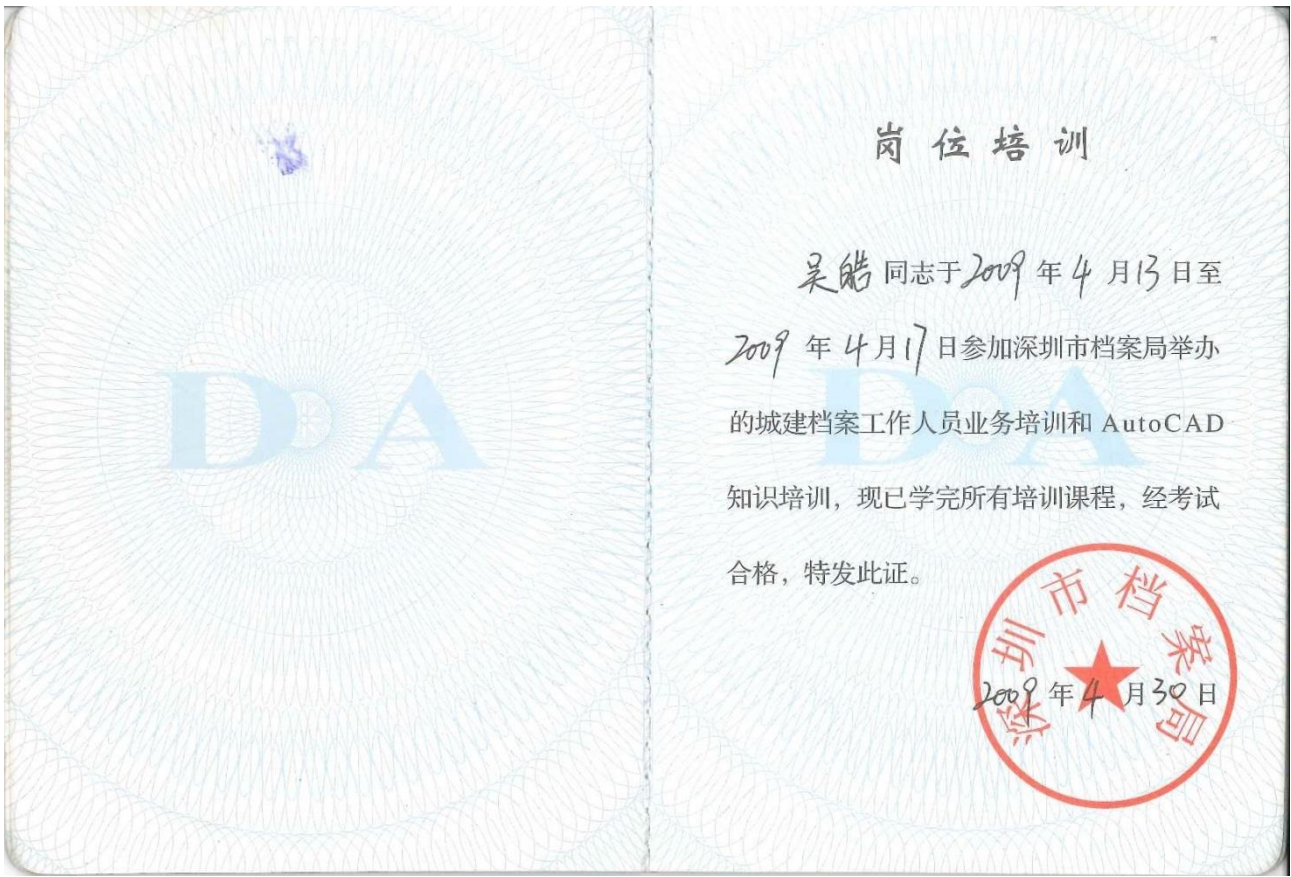 岗位培训
吴皓同志于2009年4月13日至
2009年4月17日参加深圳市档案局举办
的城建档案工作人员业务培训和 AutoCAD
知识培训，现已学完所有培训课程，经考试
合格，特发此证。
深圳市档案局
2009年4月30日
D A
D A